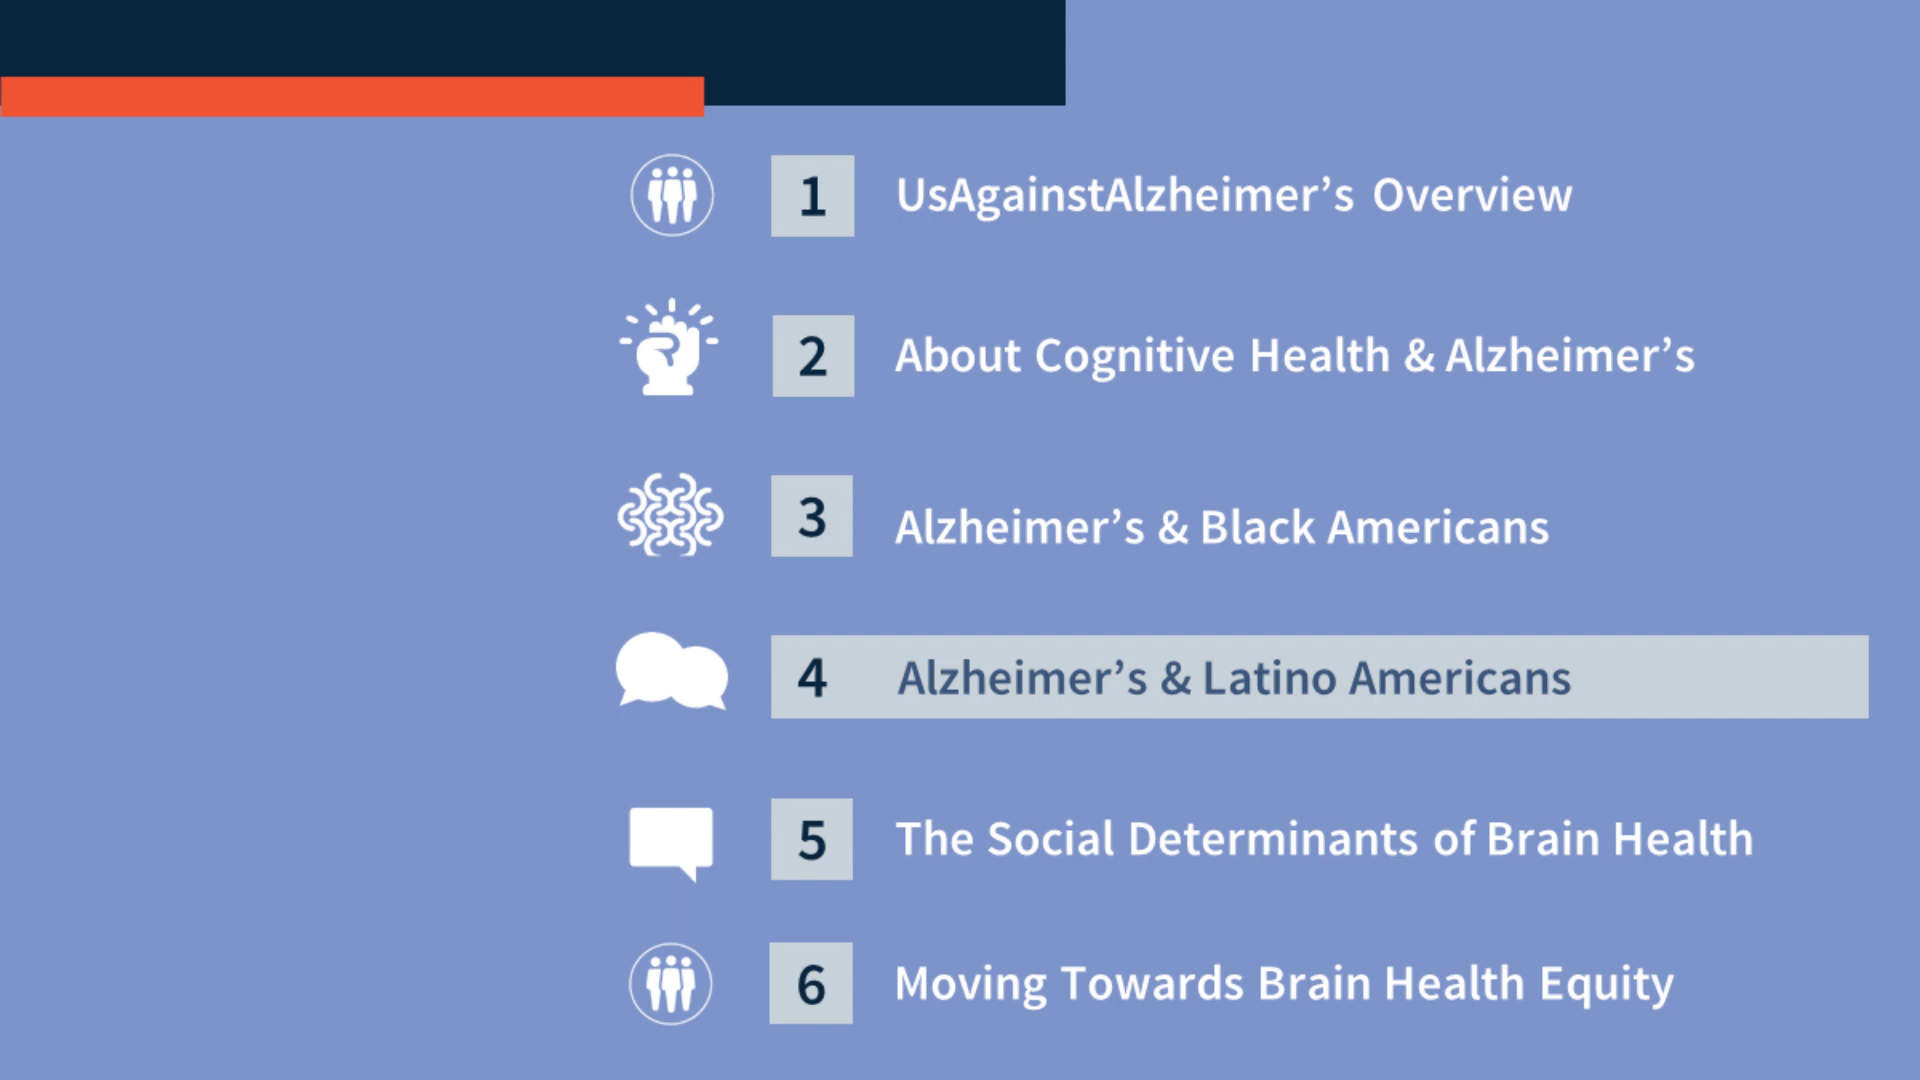 1 UsAgainstAlzheimer’s Overview
2 About Cognitive Health & Alzheimer’s
3 Alzheimer’s & Black Americans
4 Alzheimer’s & Latino Americans
5 The Social Determinants of Brain Health
6 Moving Towards Brain Health Equity